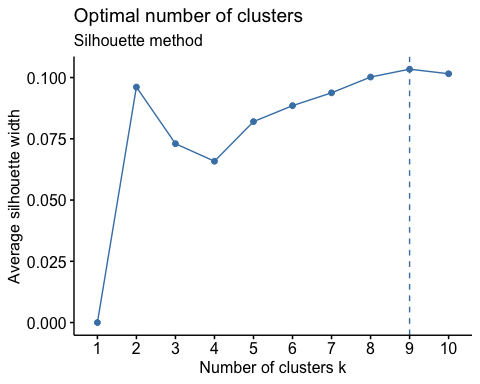 Optimal number of clusters
Silhouette method
Average silhouette width
0.100
0.075
0.050
0.025
0.000
1 2 3 4 5 6 7 8 9 10
Number of clusters k